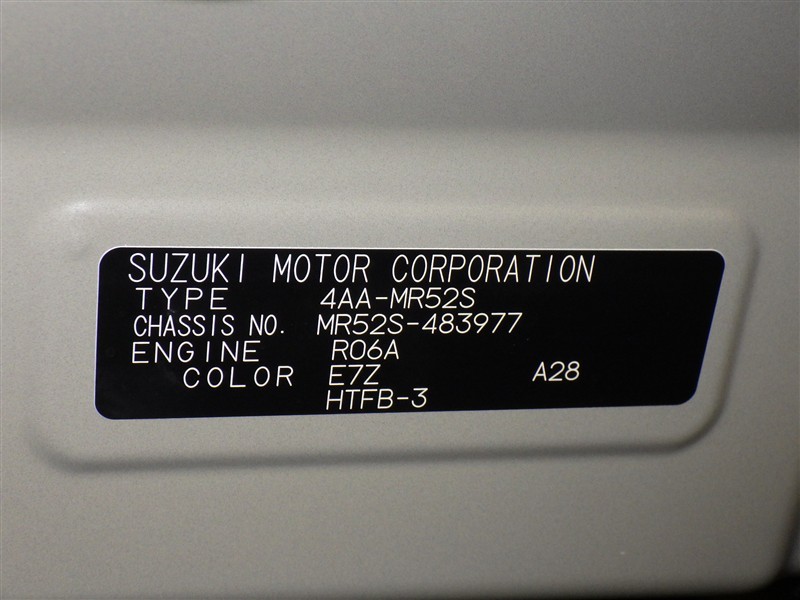 SUZUKI MOTOR CORPORATION
TYPE 4AA-MR52S
CHASSIS NO. MR52S-483977
ENGINE R06A
COLOR E7Z A28
HTFB-3